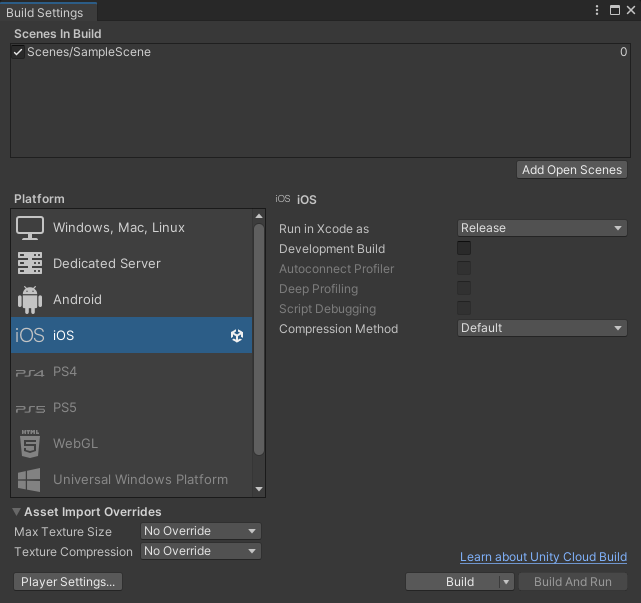 Build Settings
Scenes In Build
Scenes/SampleScene 0
Add Open Scenes
Platform
Windows, Mac, Linux
Dedicated Server
Android
iOS iOS
PS4 PS4
PS5 PS5
HTML 5 WebGL
Universal Windows Platform
iOS iOS
Run in Xcode as Release
Development Build
Autoconnect Profiler
Deep Profiling
Script Debugging
Compression Method Default
Asset Import Overrides
Max Texture Size No Override
Texture Compression No Override
Learn about Unity Cloud Build
Player Settings... Build Build And Run